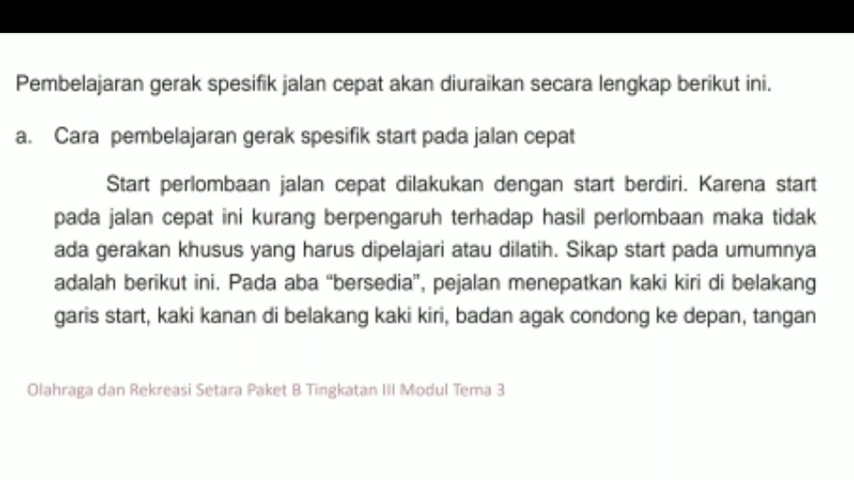 Pembelajaran gerak spesifik jalan cepat akan diuraikan secara lengkap berikut ini.
a. Cara pembelajaran gerak spesifik start pada jalan cepat
Start perlombaan jalan cepat dilakukan dengan start berdiri. Karena start
pada jalan cepat ini kurang berpengaruh terhadap hasil perlombaan maka tidak
ada gerakan khusus yang harus dipelajari atau dilatih. Sikap start pada umumnya
adalah berikut ini. Pada aba “bersedia”, pejalan menepatkan kaki kiri di belakang
garis start, kaki kanan di belakang kaki kiri, badan agak condong ke depan, tangan
Olahraga dan Rekreasi Setara Paket B Tingkatan III Modul Tema 3